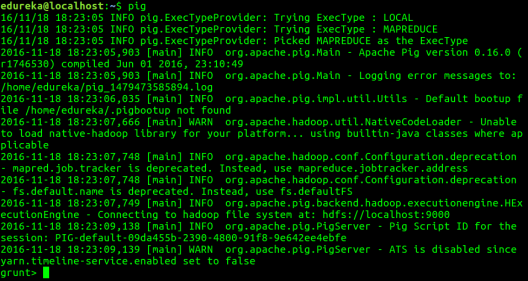 edureka@localhost:~$ pig
16/11/18 18:23:05 INFO pig.ExecTypeProvider: Trying ExecType : LOCAL
16/11/18 18:23:05 INFO pig.ExecTypeProvider: Trying ExecType : MAPREDUCE
16/11/18 18:23:05 INFO pig.ExecTypeProvider: Picked MAPREDUCE as the ExecType
2016-11-18 18:23:05,903 [main] INFO  org.apache.pig.Main - Apache Pig version 0.16.0 (
r1746530) compiled Jun 01 2016, 23:10:49
2016-11-18 18:23:05,903 [main] INFO  org.apache.pig.Main - Logging error messages to:
/home/edureka/pig_1479473585894.log
2016-11-18 18:23:06,035 [main] INFO  org.apache.pig.impl.util.Utils - Default bootup f
ile /home/edureka/.pigbootup not found
2016-11-18 18:23:07,666 [main] WARN  org.apache.hadoop.util.NativeCodeLoader - Unable
to load native-hadoop library for your platform... using builtin-java classes where ap
plicable
2016-11-18 18:23:07,748 [main] INFO  org.apache.hadoop.conf.Configuration.deprecation
- mapred.job.tracker is deprecated. Instead, use mapreduce.jobtracker.address
2016-11-18 18:23:07,748 [main] INFO  org.apache.hadoop.conf.Configuration.deprecation
- fs.default.name is deprecated. Instead, use fs.defaultFS
2016-11-18 18:23:07,749 [main] INFO  org.apache.pig.backend.hadoop.executionengine.HEx
ecutionEngine - Connecting to hadoop file system at: hdfs://localhost:9000
2016-11-18 18:23:09,138 [main] INFO  org.apache.pig.PigServer - Pig Script ID for the
session: PIG-default-09da455b-2390-4800-91f8-9e642ee4ebfe
2016-11-18 18:23:09,139 [main] WARN  org.apache.pig.PigServer - ATS is disabled since
yarn.timeline-service.enabled set to false
grunt>